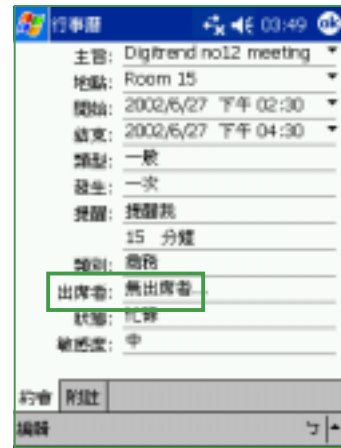 行事曆 03:49 ok
主旨: Digitrend no12 meeting
地點: Room 15
開始: 2002/6/27 下午 02:30
結束: 2002/6/27 下午 04:30
類型: 一般
發生: 一次
提醒: 提醒我
15 分鐘
類別: 商務
出席者: 無出席者...
狀態: 忙碌
敏感度: 中
約會 附註
編輯 ㄅ